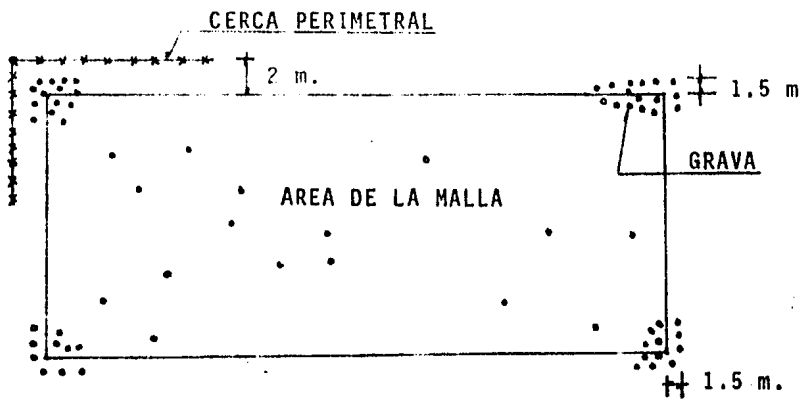 CERCA PERIMETRAL
2 m.
1.5 m
GRAVA
AREA DE LA MALLA
1.5 m.